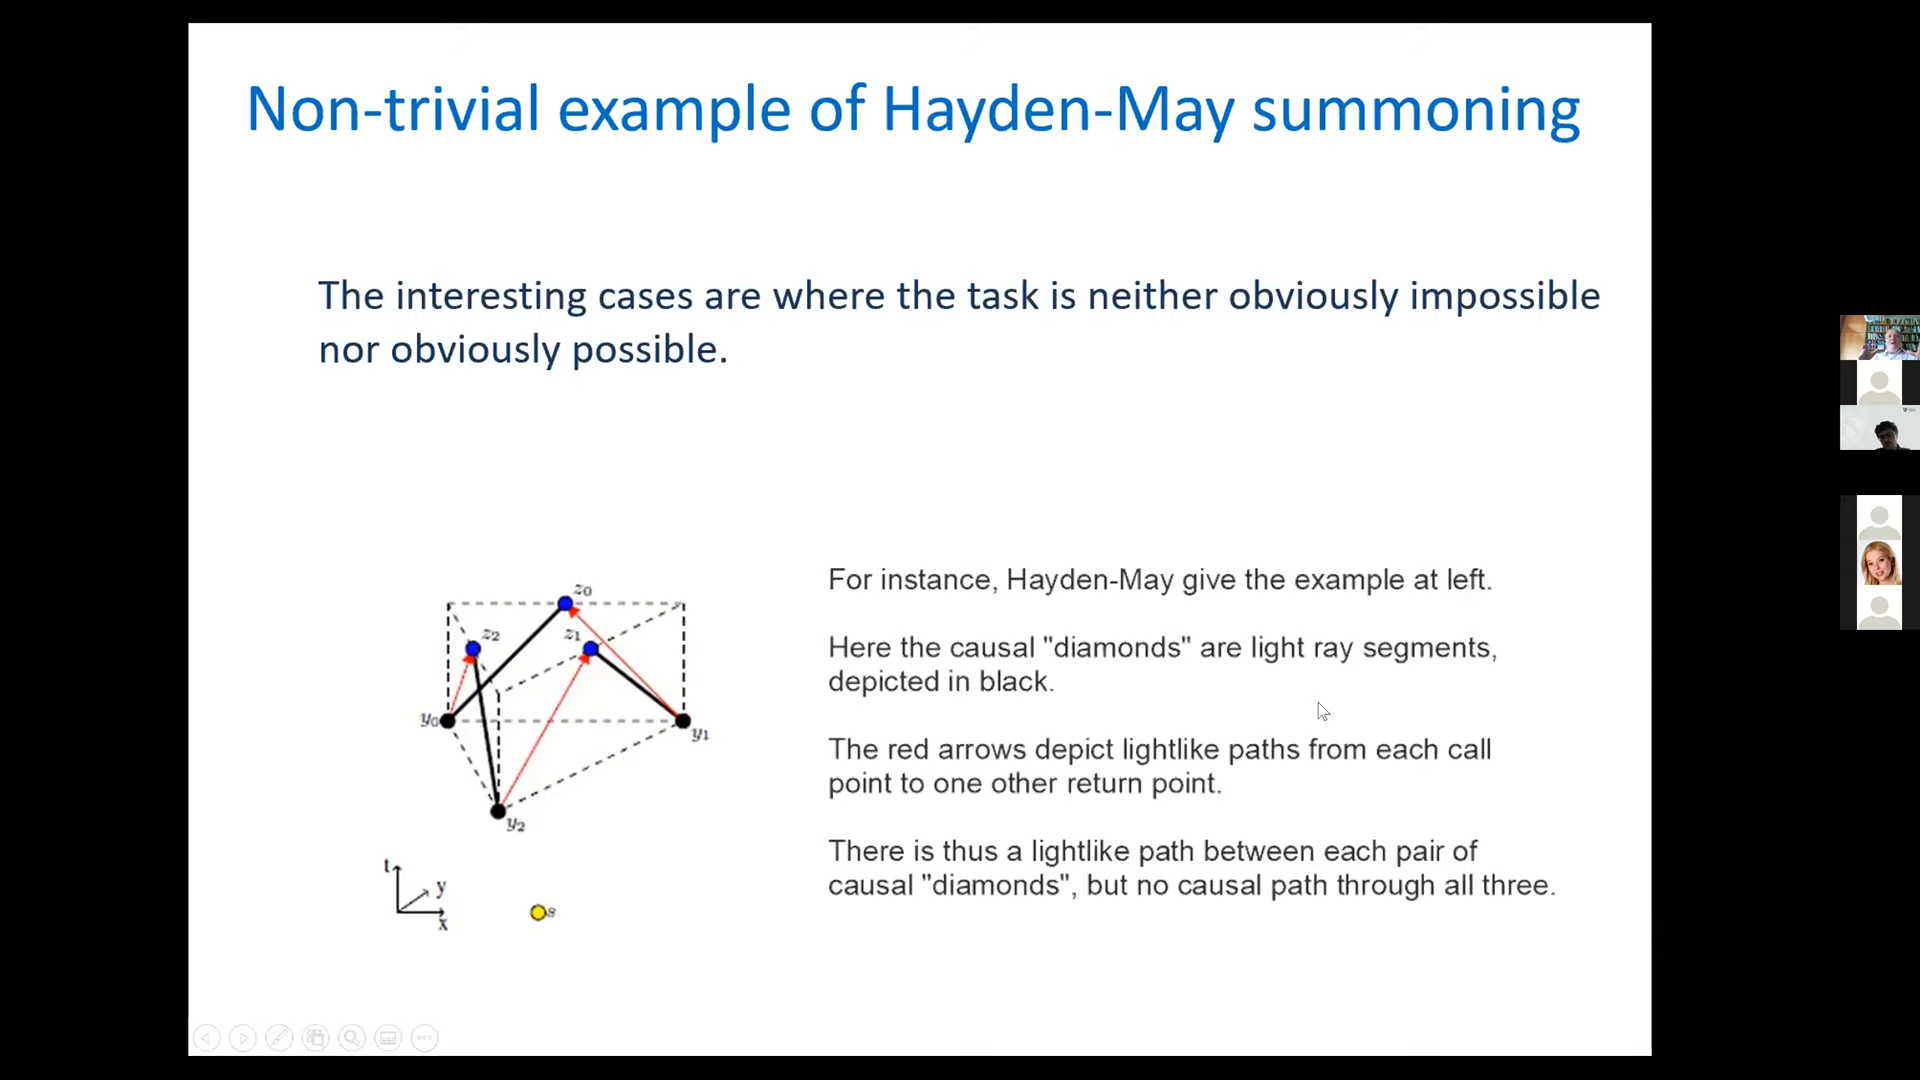 Non-trivial example of Hayden-May summoning
The interesting cases are where the task is neither obviously impossible
nor obviously possible.
For instance, Hayden-May give the example at left.
Here the causal "diamonds" are light ray segments,
depicted in black.
The red arrows depict lightlike paths from each call
point to one other return point.
There is thus a lightlike path between each pair of
causal "diamonds", but no causal path through all three.
z0
z2
z1
y0
y1
y2
t
y
x
s